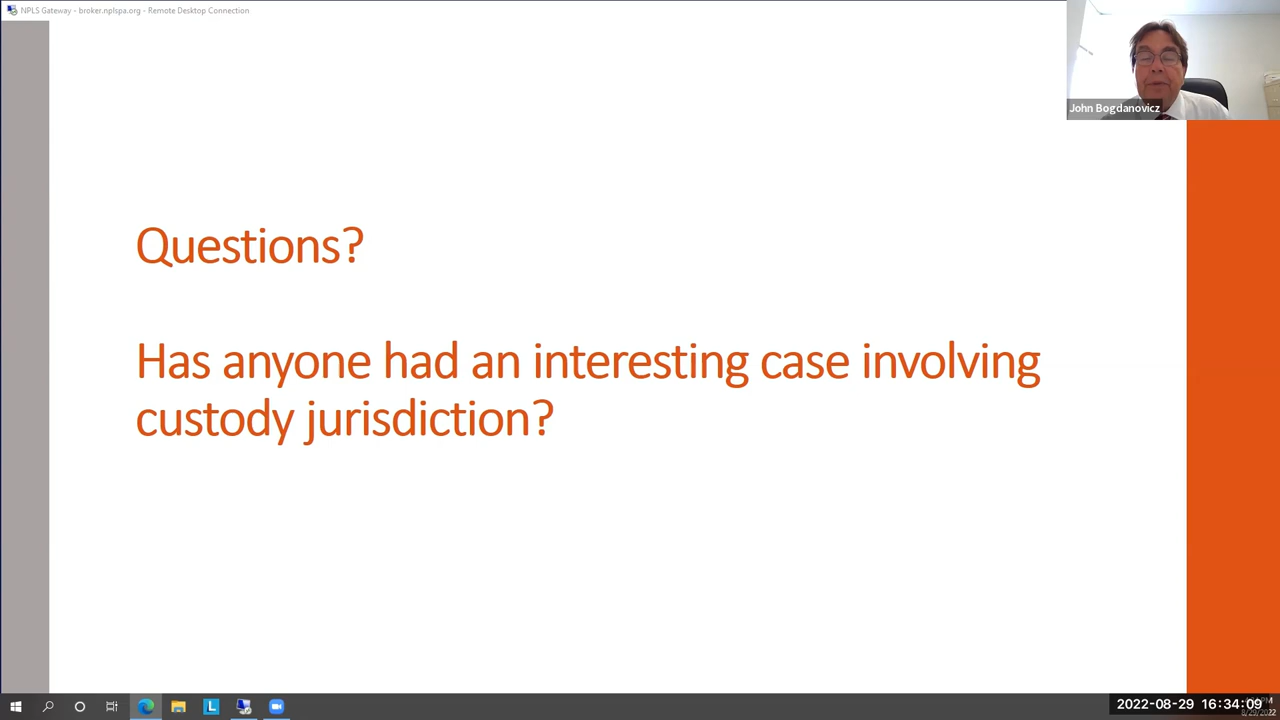 NPLS Gateway - broker.nplspa.org - Remote Desktop Connection
John Bogdanovicz
Questions?
Has anyone had an interesting case involving
custody jurisdiction?
L
2022-08-29 16:34:09